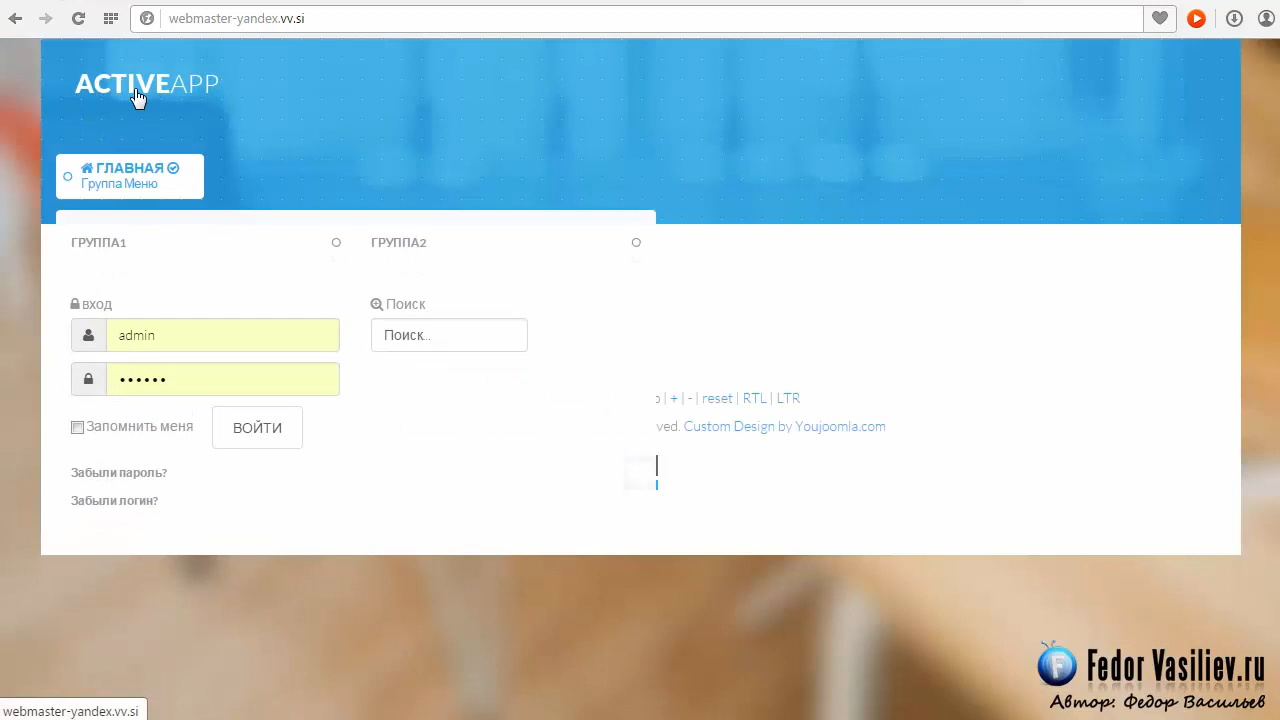 webmaster-yandex.vv.si
ACTIVEAPP
ГЛАВНАЯ
Группа Меню
ГРУППА1
ГРУППА2
вход
Поиск
admin
Поиск...
••••••
| + | - | reset | RTL | LTR
ved. Custom Design by Youjoomla.com
Запомнить меня
ВОЙТИ
Забыли пароль?
Забыли логин?
Fedor Vasiliev.ru
Автор: Федор Васильев
webmaster-yandex.vv.si